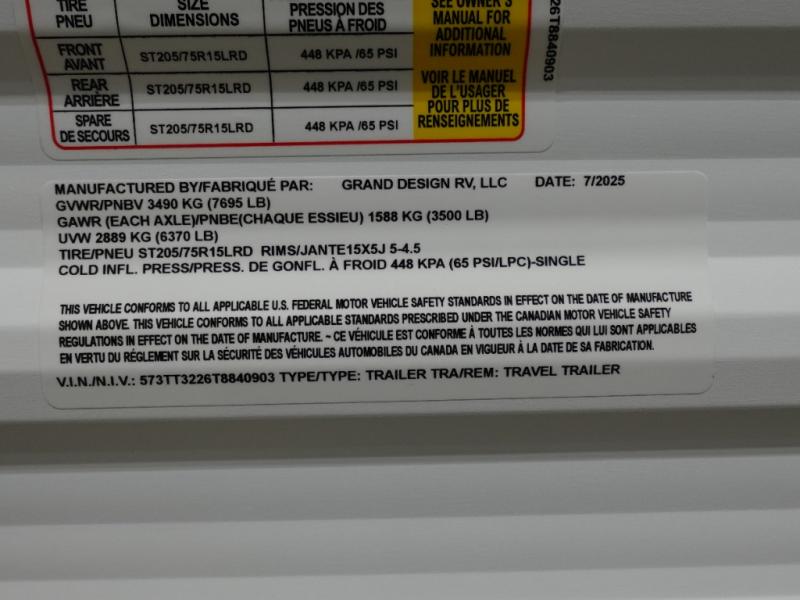 TIRE SIZE PRESSION DES SEE OWNER'S
PNEU DIMENSIONS PNEUS À FROID MANUAL FOR
ADDITIONAL
INFORMATION
FRONT
AVANT ST205/75R15LRD 448 KPA /65 PSI
REAR
ARRIÈRE ST205/75R15LRD 448 KPA /65 PSI
SPARE
DE SECOURS ST205/75R15LRD 448 KPA /65 PSI
VOIR LE MANUEL
DE L'USAGER
POUR PLUS DE
RENSEIGNEMENTS
226T8840903
MANUFACTURED BY/FABRIQUÉ PAR: GRAND DESIGN RV, LLC DATE: 7/2025
GVWR/PNBV 3490 KG (7695 LB)
GAWR (EACH AXLE)/PNBE(CHAQUE ESSIEU) 1588 KG (3500 LB)
UVW 2889 KG (6370 LB)
TIRE/PNEU ST205/75R15LRD RIMS/JANTE15X5J 5-4.5
COLD INFL. PRESS/PRESS. DE GONFL. À FROID 448 KPA (65 PSI/LPC)-SINGLE
THIS VEHICLE CONFORMS TO ALL APPLICABLE U.S. FEDERAL MOTOR VEHICLE SAFETY STANDARDS IN EFFECT ON THE DATE OF MANUFACTURE
SHOWN ABOVE. THIS VEHICLE CONFORMS TO ALL APPLICABLE STANDARDS PRESCRIBED UNDER THE CANADIAN MOTOR VEHICLE SAFETY
REGULATIONS IN EFFECT ON THE DATE OF MANUFACTURE. ~ CE VÉHICULE EST CONFORME À TOUTES LES NORMES QUI LUI SONT APPLICABLES
EN VERTU DU RÉGLEMENT SUR LA SÉCURITÉ DES VÉHICULES AUTOMOBILES DU CANADA EN VIGUEUR À LA DATE DE SA FABRICATION.
V.I.N./N.I.V.: 573TT3226T8840903 TYPE/TYPE: TRAILER TRA/REM: TRAVEL TRAILER